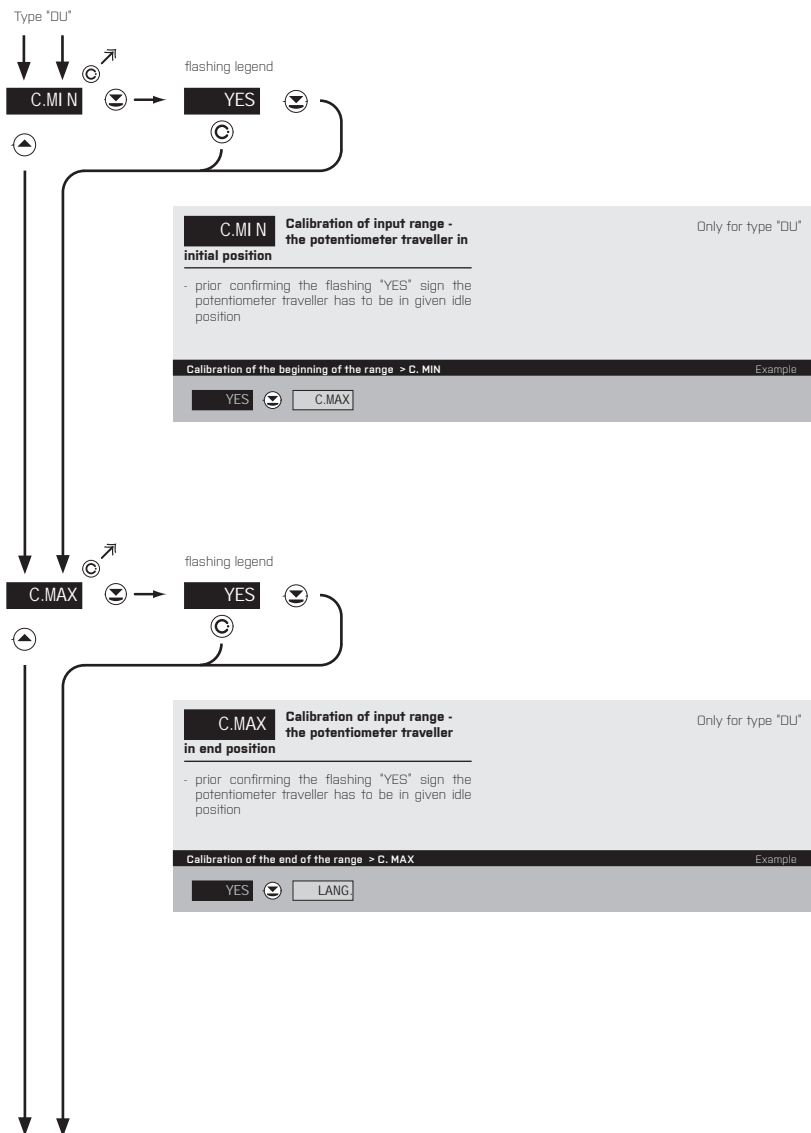 Type "DU"
flashing legend
C.MI N
YES
C.MI N Calibration of input range -
the potentiometer traveller in
initial position
Only for type "DU"
- prior confirming the flashing "YES" sign the
potentiometer traveller has to be in given idle
position
Calibration of the beginning of the range > C. MIN Example
YES C.MAX
flashing legend
C.MAX
YES
C.MAX Calibration of input range -
the potentiometer traveller
in end position
Only for type "DU"
- prior confirming the flashing "YES" sign the
potentiometer traveller has to be in given idle
position
Calibration of the end of the range > C. MAX Example
YES LANG.